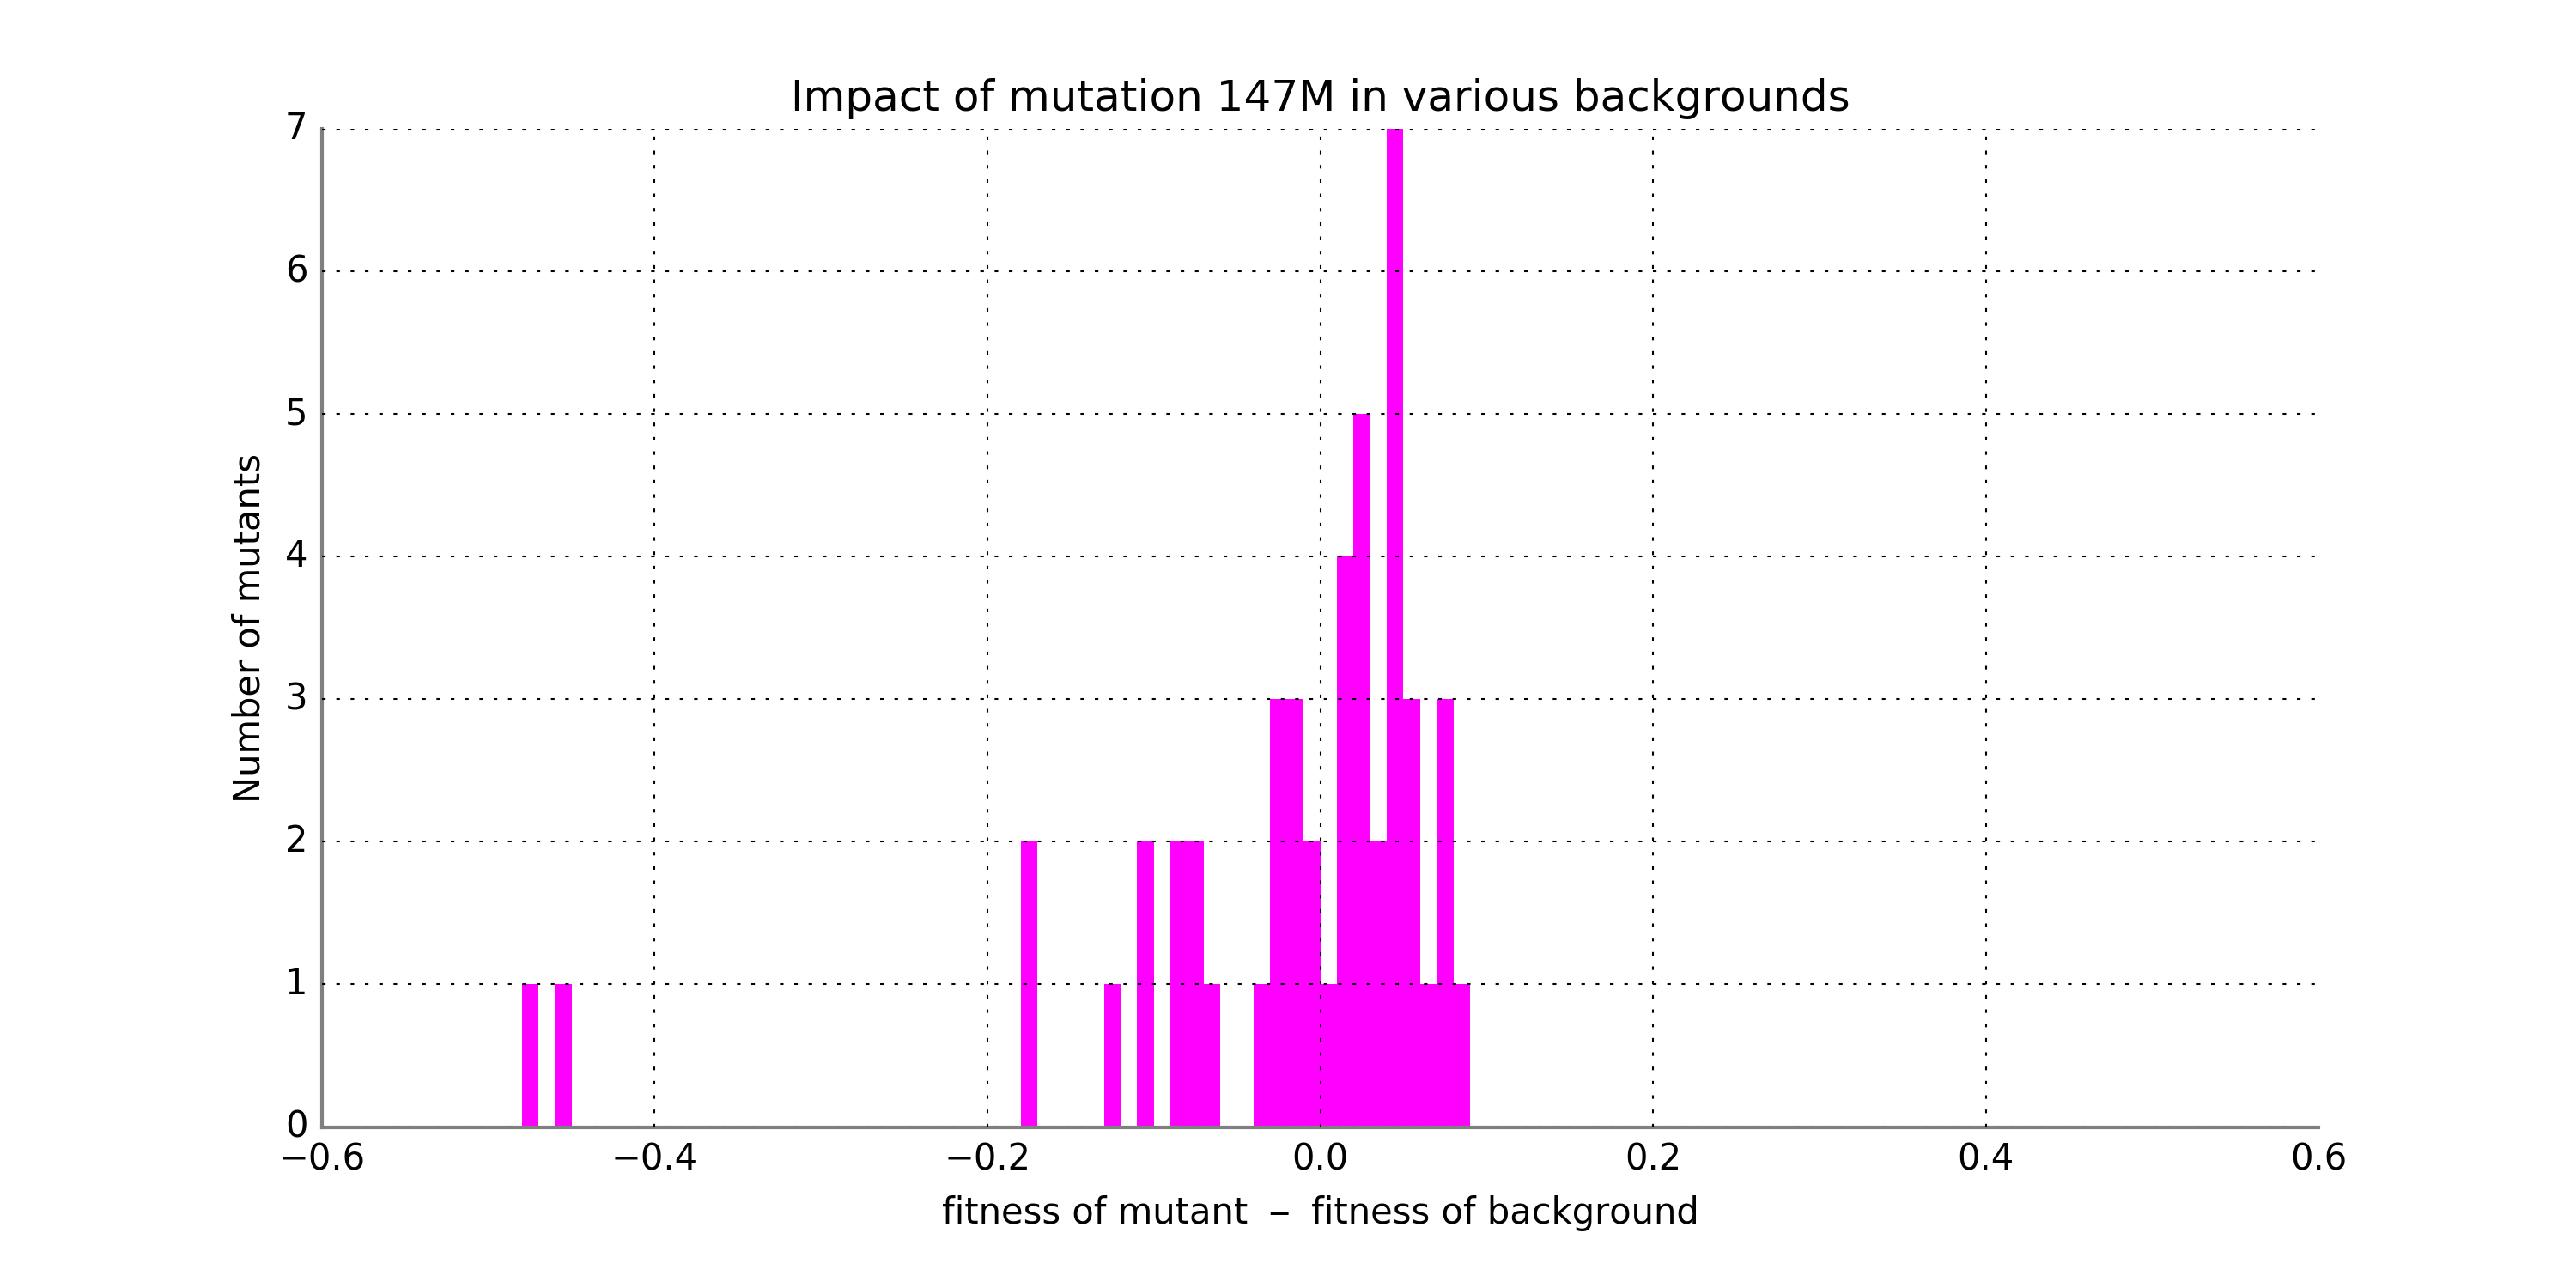 Impact of mutation 147M in various backgrounds
7
6
5
4
3
2
1
0
Number of mutants
−0.6 −0.4 −0.2 0.0 0.2 0.4 0.6
fitness of mutant − fitness of background